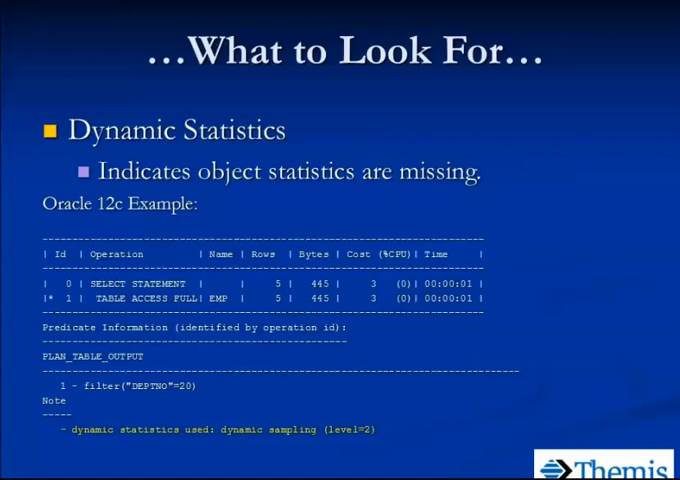 ...What to Look For...
Dynamic Statistics
Indicates object statistics are missing.
Oracle 12c Example:
---------------------------------------------------------------------------
| Id | Operation | Name | Rows | Bytes | Cost (%CPU)| Time |
---------------------------------------------------------------------------
| 0 | SELECT STATEMENT | | 5 | 445 | 3 (0)| 00:00:01 |
|* 1 | TABLE ACCESS FULL| EMP | 5 | 445 | 3 (0)| 00:00:01 |
---------------------------------------------------------------------------
Predicate Information (identified by operation id):
---------------------------------------------------
PLAN_TABLE_OUTPUT
--------------------------------------------------------------------------------
1 - filter("DEPTNO"=20)
Note
-----
- dynamic statistics used: dynamic sampling (level=2)
Themis